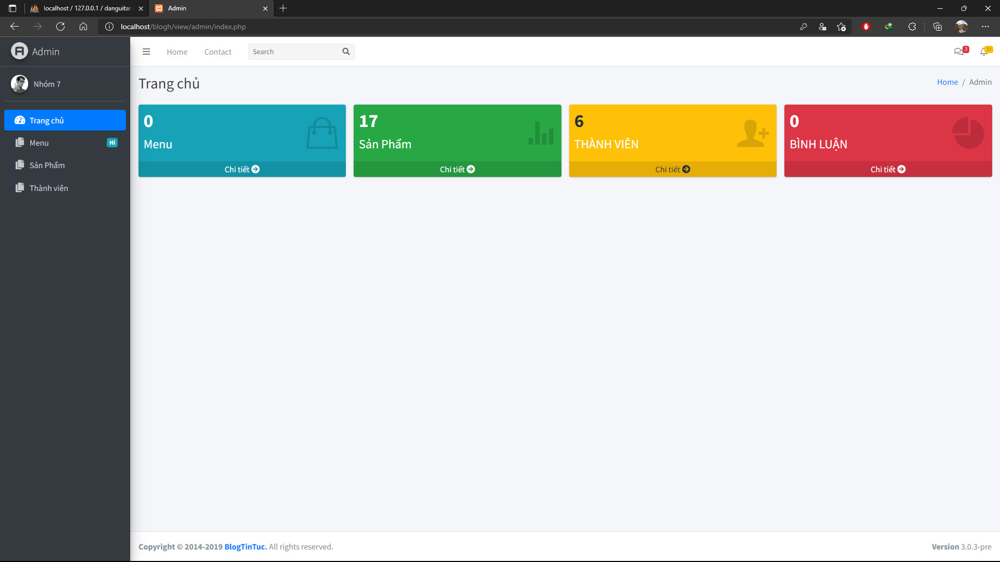 localhost / 127.0.0.1 / danguitar
Admin
localhost/blogh/view/admin/index.php
Admin
Home
Contact
Search
3
15
Nhóm 7
Trang chủ
Home / Admin
Trang chủ
Menu
Hi
Sản Phẩm
Thành viên
0
Menu
Chi tiết
17
Sản Phẩm
Chi tiết
6
THÀNH VIÊN
Chi tiết
0
BÌNH LUẬN
Chi tiết
Copyright © 2014-2019 BlogTinTuc. All rights reserved.
Version 3.0.3-pre